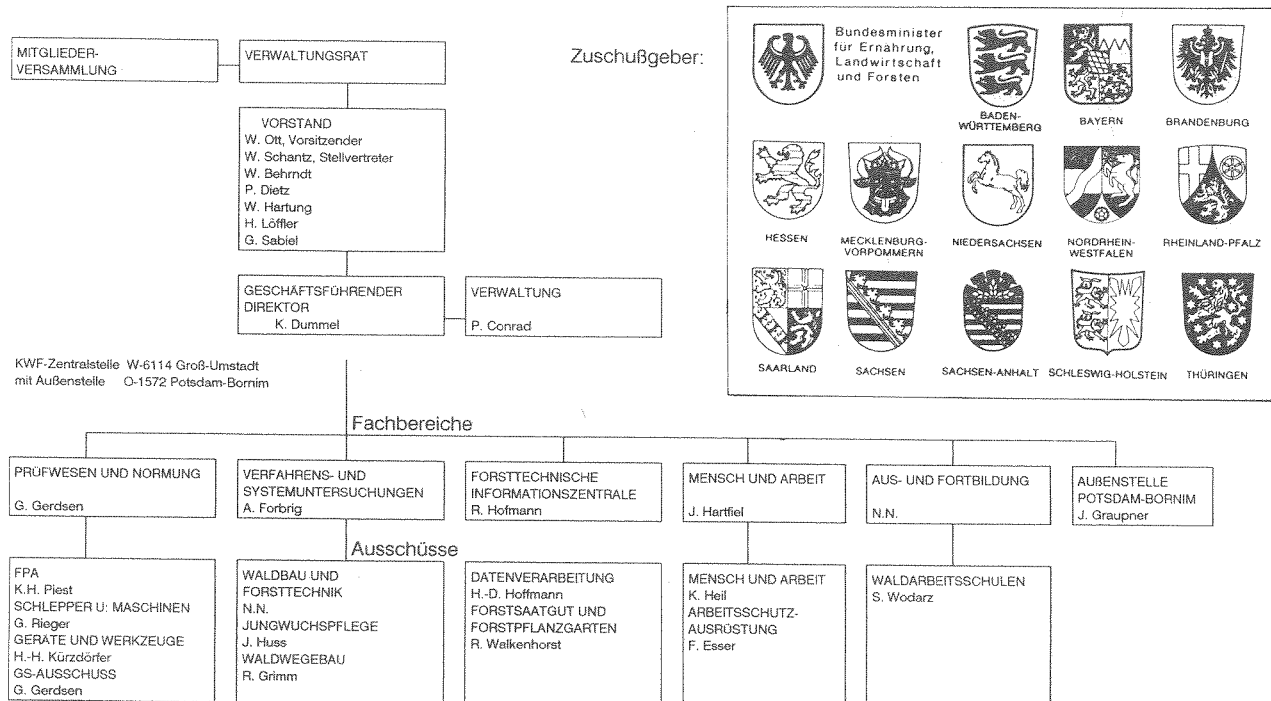 MITGLIEDER-
VERSAMMLUNG
VERWALTUNGSRAT
VORSTAND
W. Ott, Vorsitzender
W. Schantz, Stellvertreter
W. Behrndt
P. Dietz
W. Hartung
H. Löffler
G. Sabiel
GESCHÄFTSFÜHRENDER
DIREKTOR
K. Dummel
VERWALTUNG
P. Conrad
KWF-Zentralstelle W-6114 Groß-Umstadt
mit Außenstelle O-1572 Potsdam-Bornim
Zuschußgeber:
Bundesminister
für Ernährung,
Landwirtschaft
und Forsten
BADEN-
WÜRTTEMBERG
BAYERN
BRANDENBURG
HESSEN
MECKLENBURG-
VORPOMMERN
NIEDERSACHSEN
NORDRHEIN-
WESTFALEN
RHEINLAND-PFALZ
SAARLAND
SACHSEN
SACHSEN-ANHALT
SCHLESWIG-HOLSTEIN
THÜRINGEN
Fachbereiche
PRÜFWESEN UND NORMUNG
G. Gerdsen
VERFAHRENS- UND
SYSTEMUNTERSUCHUNGEN
A. Forbrig
FORSTTECHNISCHE
INFORMATIONSZENTRALE
R. Hofmann
MENSCH UND ARBEIT
J. Hartfiel
AUS- UND FORTBILDUNG
N.N.
AUßENSTELLE
POTSDAM-BORNIM
J. Graupner
Ausschüsse
FPA
K.H. Piest
SCHLEPPER U: MASCHINEN
G. Rieger
GERÄTE UND WERKZEUGE
H.-H. Kürzdörfer
GS-AUSSCHUSS
G. Gerdsen
WALDBAU UND
FORSTTECHNIK
N.N.
JUNGWUCHSPFLEGE
J. Huss
WALDWEGEBAU
R. Grimm
DATENVERARBEITUNG
H.-D. Hoffmann
FORSTSAATGUT UND
FORSTPFLANZGARTEN
R. Walkenhorst
MENSCH UND ARBEIT
K. Heil
ARBEITSSCHUTZ-
AUSRÜSTUNG
F. Esser
WALDARBEITSSCHULEN
S. Wodarz